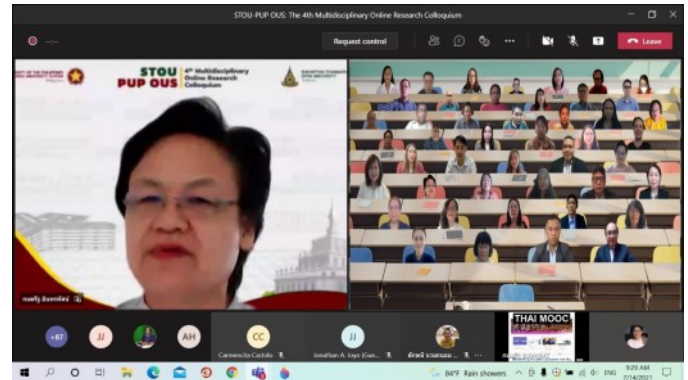 STOU-PUP OUS: The 4th Multidisciplinary Online Research Colloquium
Request control
Leave
STOU
PUP OUS
4th Multidisciplinary
Online Research
Colloquium
+87
JJ
AH
CC
JJ
Carmencita Castolo
Jonathan A. Jayo (Gue...
THAI MOOC
84°F Rain showers
ENG
9:29 AM
7/14/2021